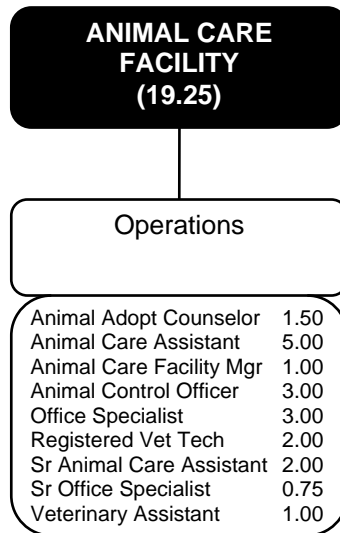 ANIMAL CARE
FACILITY
(19.25)
Operations
Animal Adopt Counselor 1.50
Animal Care Assistant 5.00
Animal Care Facility Mgr 1.00
Animal Control Officer 3.00
Office Specialist 3.00
Registered Vet Tech 2.00
Sr Animal Care Assistant 2.00
Sr Office Specialist 0.75
Veterinary Assistant 1.00